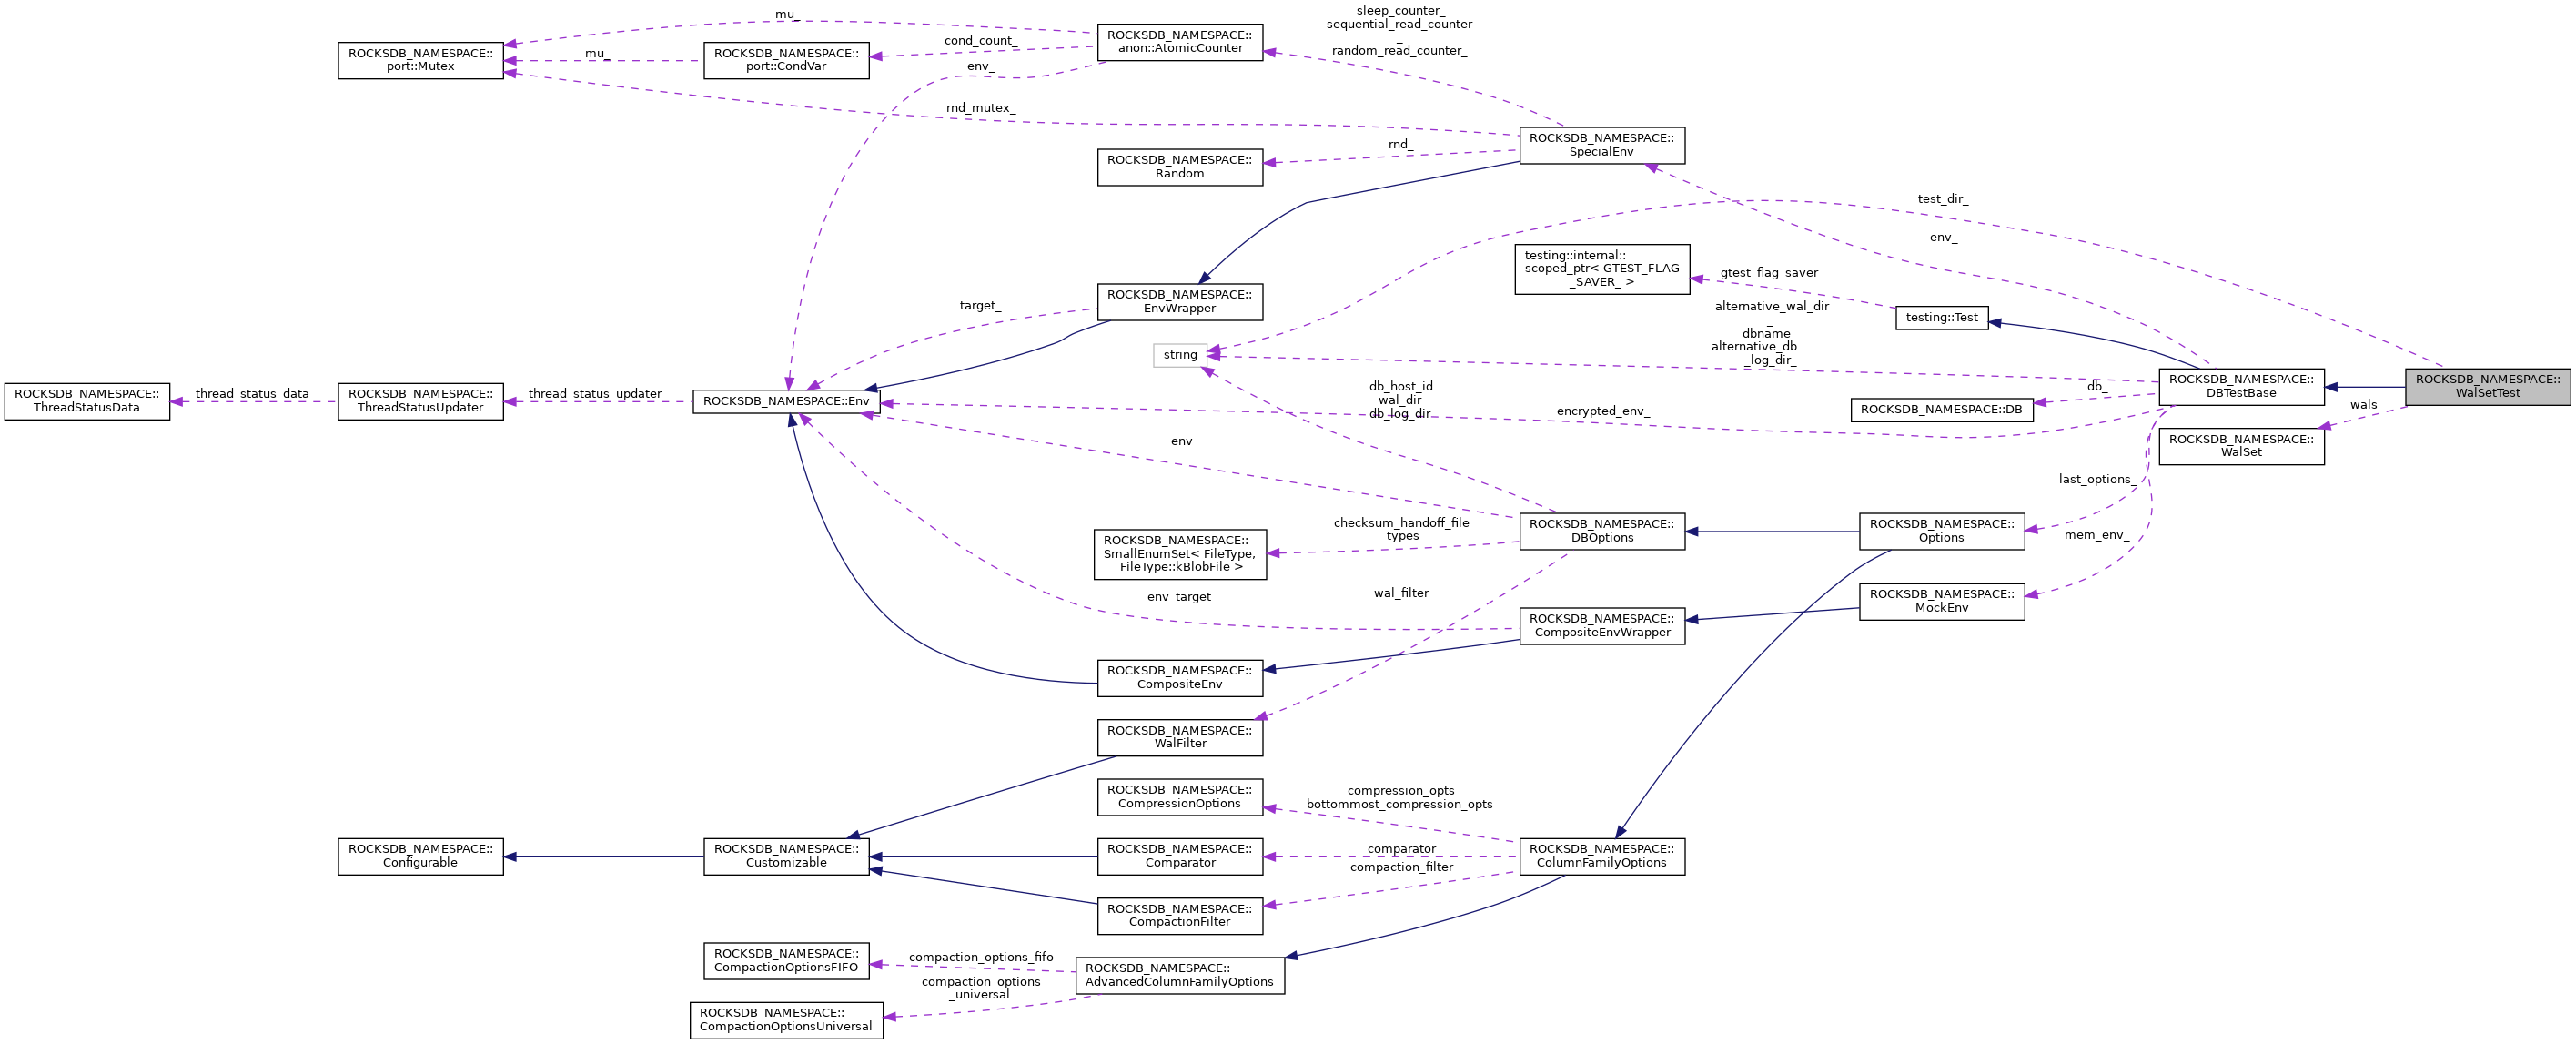 mu_
sleep_counter_
sequential_read_counter
_
random_read_counter_
ROCKSDB_NAMESPACE::
anon::AtomicCounter
cond_count_
ROCKSDB_NAMESPACE::
port::Mutex
mu_
ROCKSDB_NAMESPACE::
port::CondVar
env_
rnd_mutex_
ROCKSDB_NAMESPACE::
SpecialEnv
rnd_
ROCKSDB_NAMESPACE::
Random
test_dir_
env_
testing::internal::
scoped_ptr< GTEST_FLAG
_SAVER_ >
gtest_flag_saver_
ROCKSDB_NAMESPACE::
EnvWrapper
target_
alternative_wal_dir
_
dbname_
alternative_db
_log_dir_
testing::Test
string
ROCKSDB_NAMESPACE::
ThreadStatusData
thread_status_data_
ROCKSDB_NAMESPACE::
ThreadStatusUpdater
thread_status_updater_
ROCKSDB_NAMESPACE::Env
db_host_id
wal_dir
db_log_dir
encrypted_env_
ROCKSDB_NAMESPACE::DB
db_
ROCKSDB_NAMESPACE::
DBTestBase
ROCKSDB_NAMESPACE::
WalSetTest
wals_
ROCKSDB_NAMESPACE::
WalSet
env
last_options_
ROCKSDB_NAMESPACE::
SmallEnumSet< FileType,
FileType::kBlobFile >
checksum_handoff_file
_types
ROCKSDB_NAMESPACE::
DBOptions
ROCKSDB_NAMESPACE::
Options
mem_env_
env_target_
wal_filter
ROCKSDB_NAMESPACE::
CompositeEnvWrapper
ROCKSDB_NAMESPACE::
MockEnv
ROCKSDB_NAMESPACE::
CompositeEnv
ROCKSDB_NAMESPACE::
WalFilter
ROCKSDB_NAMESPACE::
CompressionOptions
compression_opts
bottommost_compression_opts
ROCKSDB_NAMESPACE::
Configurable
ROCKSDB_NAMESPACE::
Customizable
ROCKSDB_NAMESPACE::
Comparator
comparator
compaction_filter
ROCKSDB_NAMESPACE::
ColumnFamilyOptions
ROCKSDB_NAMESPACE::
CompactionFilter
ROCKSDB_NAMESPACE::
CompactionOptionsFIFO
compaction_options_fifo
ROCKSDB_NAMESPACE::
AdvancedColumnFamilyOptions
compaction_options
_universal
ROCKSDB_NAMESPACE::
CompactionOptionsUniversal